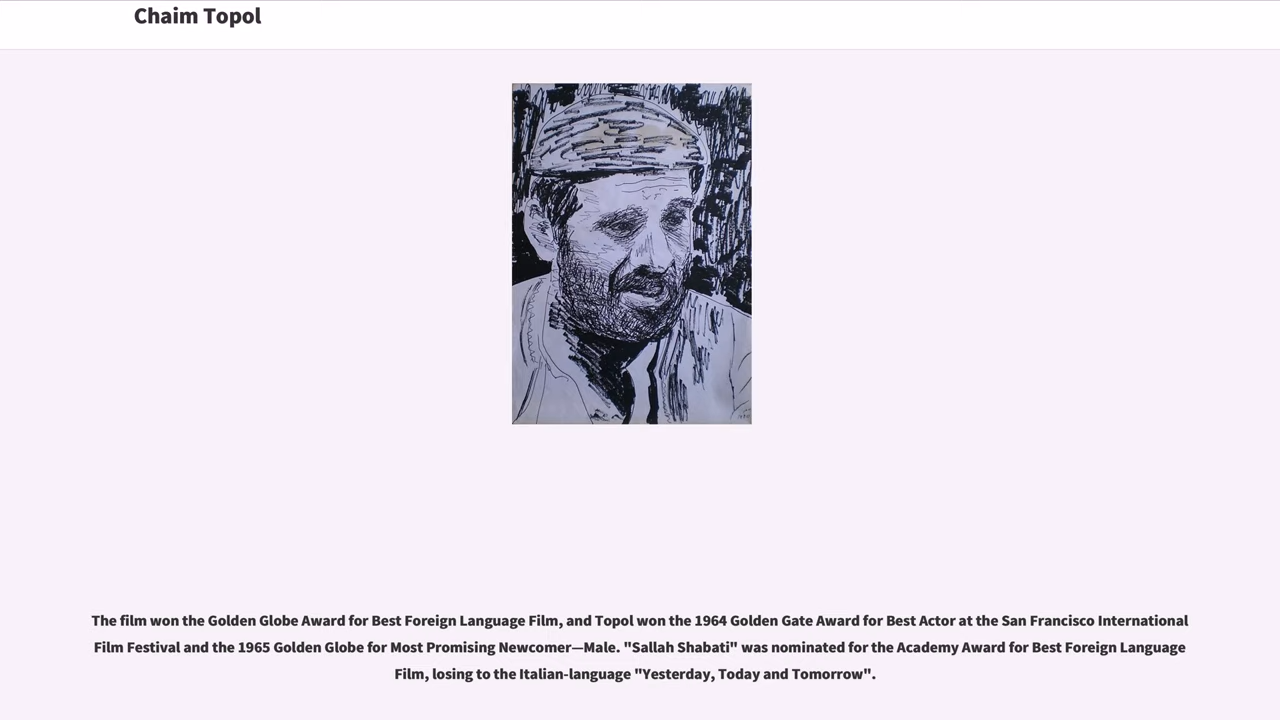 Chaim Topol
The film won the Golden Globe Award for Best Foreign Language Film, and Topol won the 1964 Golden Gate Award for Best Actor at the San Francisco International
Film Festival and the 1965 Golden Globe for Most Promising Newcomer—Male. "Sallah Shabati" was nominated for the Academy Award for Best Foreign Language
Film, losing to the Italian-language "Yesterday, Today and Tomorrow".